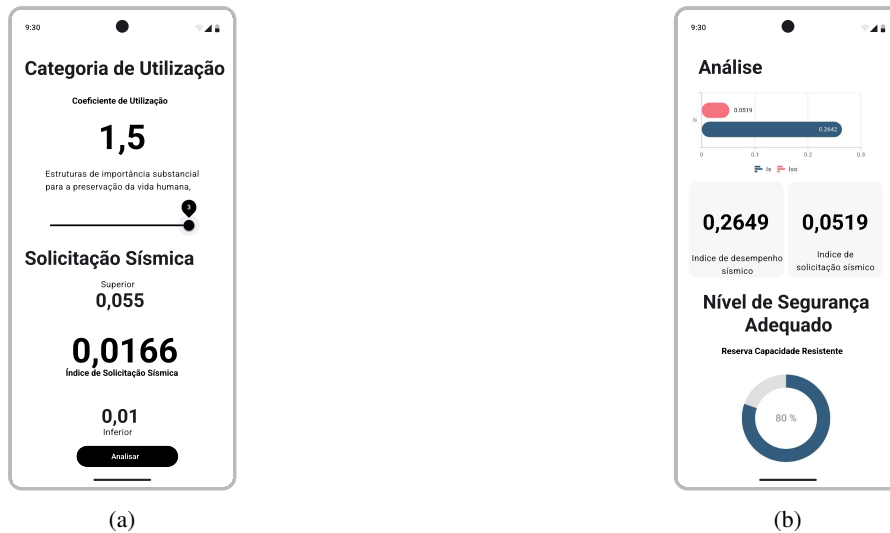 9:30
Categoria de Utilização
Coeficiente de Utilização
1,5
Estruturas de importância substancial
para a preservação da vida humana,
3
Solicitação Sísmica
Superior
0,055
0,0166
Índice de Solicitação Sísmica
0,01
Inferior
Analisar
(a)
9:30
Análise
0.0519
Is
0.2642
0
0.1
0.2
0.3
Is
Iso
0,2649
Indice de desempenho
sísmico
0,0519
Indice de
solicitação sísmico
Nível de Segurança
Adequado
Reserva Capacidade Resistente
80 %
(b)